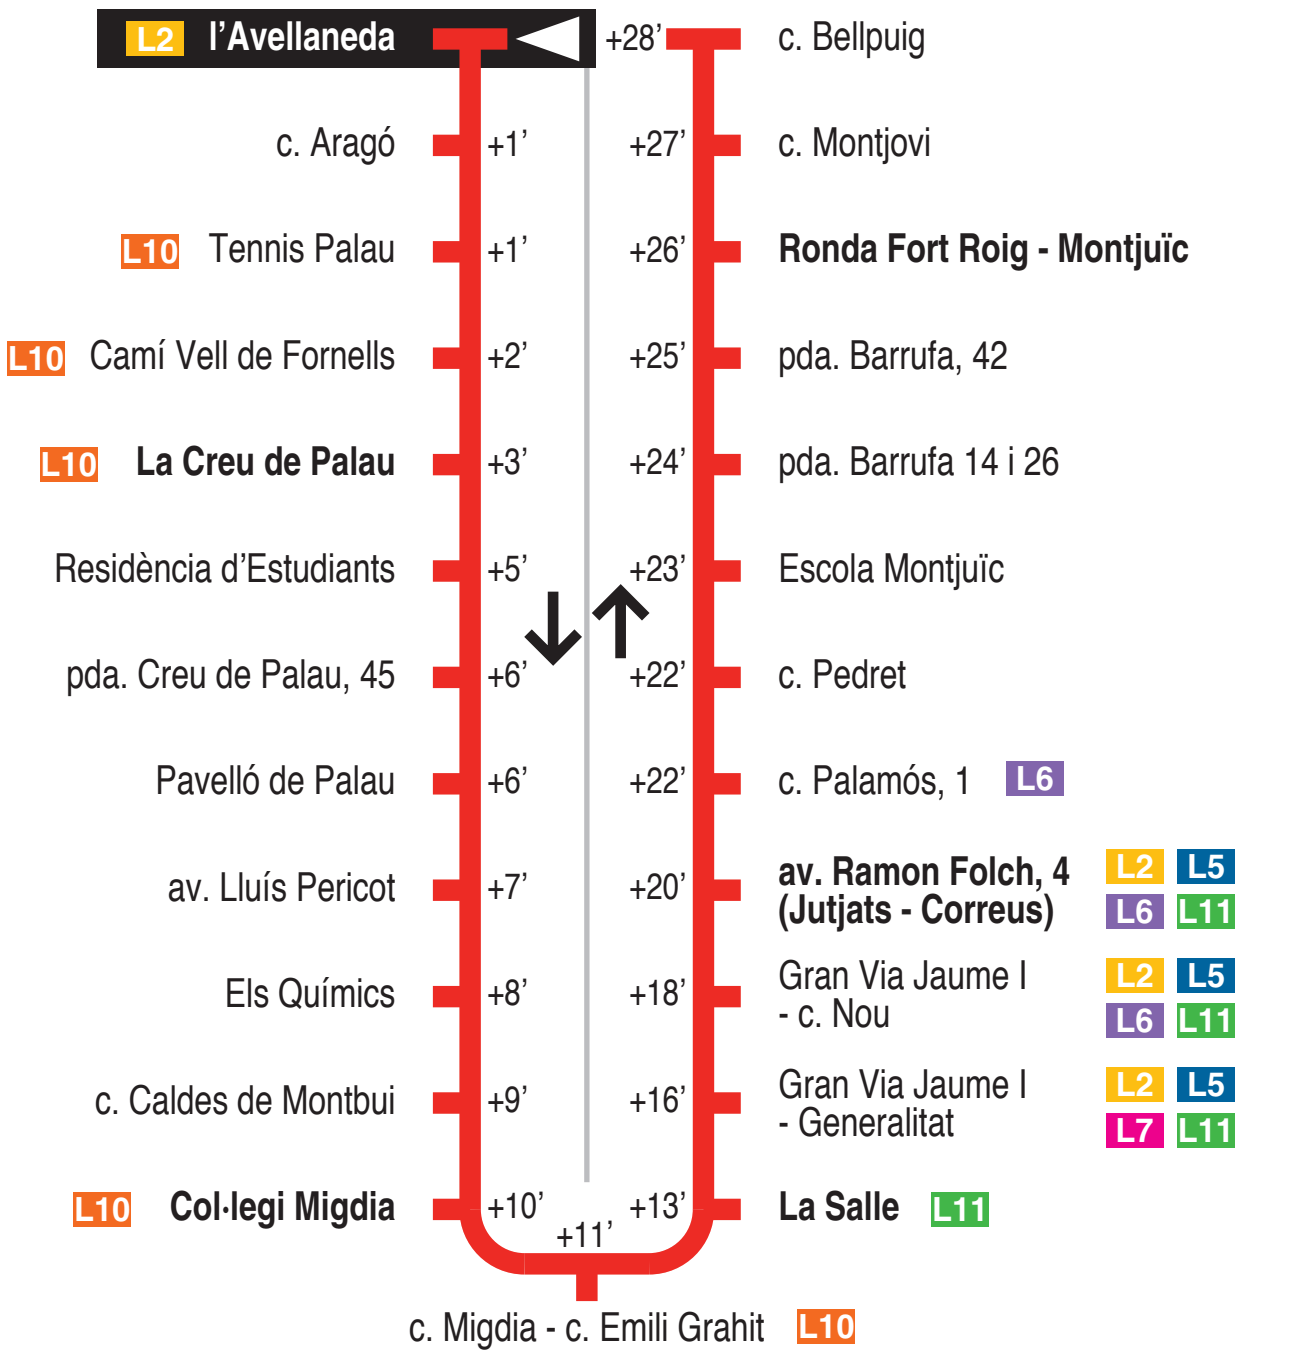 L2 l’Avellaneda +28’ c. Bellpuig
c. Aragó +1’ +27’ c. Montjovi
L10 Tennis Palau +1’ +26’ Ronda Fort Roig - Montjuïc
L10 Camí Vell de Fornells +2’ +25’ pda. Barrufa, 42
L10 La Creu de Palau +3’ +24’ pda. Barrufa 14 i 26
Residència d’Estudiants +5’ +23’ Escola Montjuïc
pda. Creu de Palau, 45 +6’ +22’ c. Pedret
Pavelló de Palau +6’ +22’ c. Palamós, 1 L6
av. Lluís Pericot +7’ +20’ av. Ramon Folch, 4 L2 L5
(Jutjats - Correus) L6 L11
Els Químics +8’ +18’ Gran Via Jaume I L2 L5
- c. Nou L6 L11
c. Caldes de Montbui +9’ +16’ Gran Via Jaume I L2 L5
- Generalitat L7 L11
L10 Col·legi Migdia +10’ +13’ La Salle L11
+11’
c. Migdia - c. Emili Grahit L10